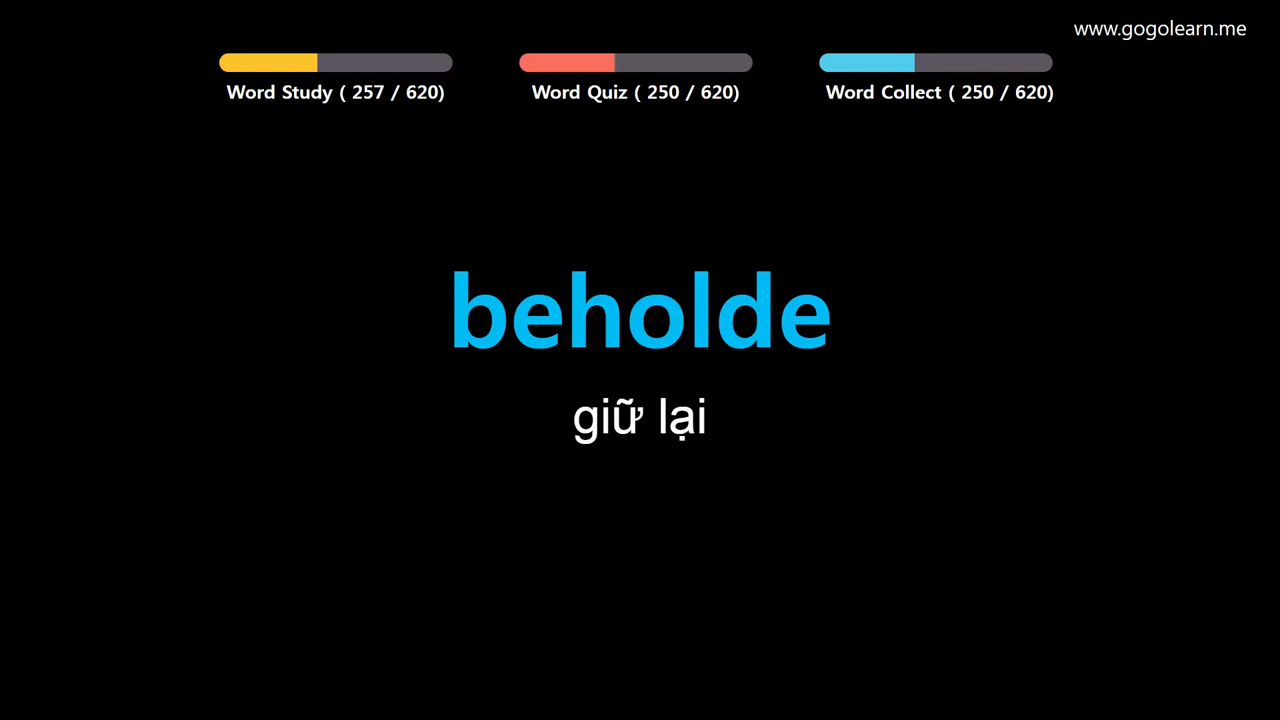 www.gogolearn.me
Word Study ( 257 / 620)
Word Quiz ( 250 / 620)
Word Collect ( 250 / 620)
beholde
giữ lại